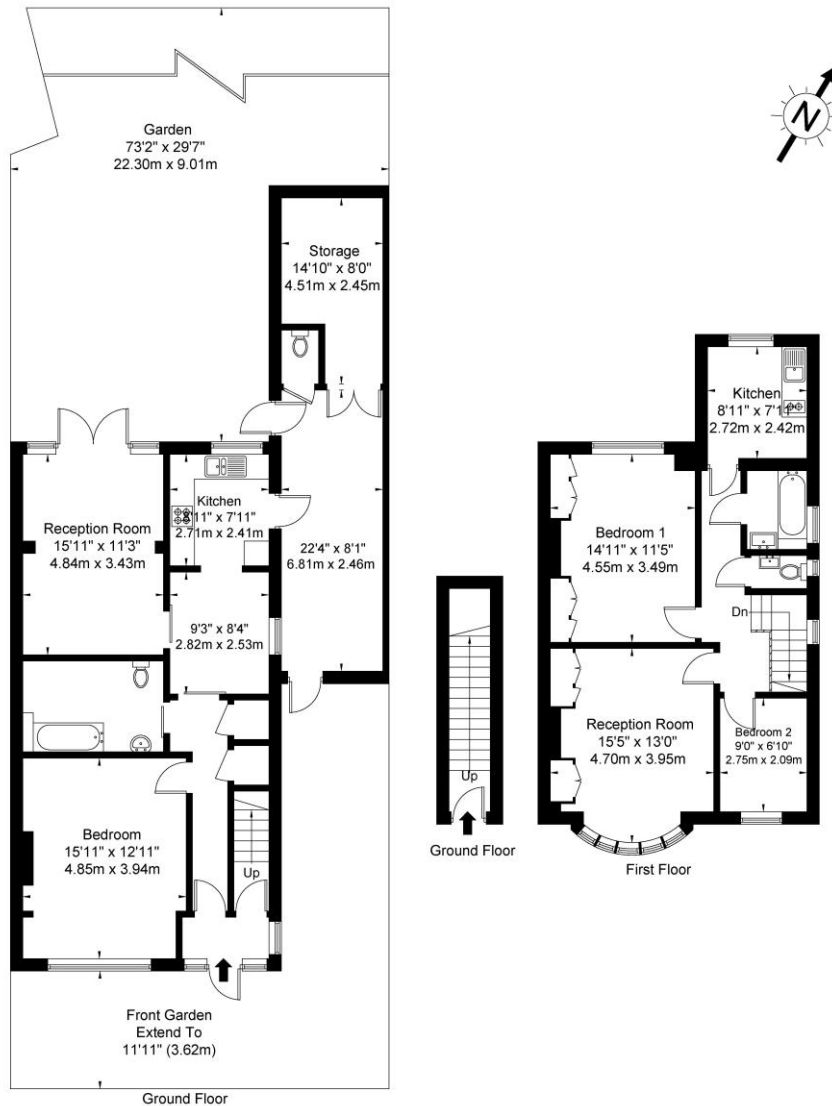 Garden
73'2" x 29'7"
22.30m x 9.01m
N
Storage
14'10" x 8'0"
4.51m x 2.45m
Reception Room
15'11" x 11'3"
4.84m x 3.43m
Kitchen
'11" x 7'11"
2.71m x 2.41m
22'4" x 8'1"
6.81m x 2.46m
9'3" x 8'4"
2.82m x 2.53m
Bedroom
15'11" x 12'11"
4.85m x 3.94m
Up
Front Garden
Extend To
11'11" (3.62m)
Ground Floor
Up
Ground Floor
Kitchen
8'11" x 7'11
2.72m x 2.42m
Bedroom 1
14'11" x 11'5"
4.55m x 3.49m
Dn
Reception Room
15'5" x 13'0"
4.70m x 3.95m
Bedroom 2
9'0" x 6'10"
2.75m x 2.09m
First Floor